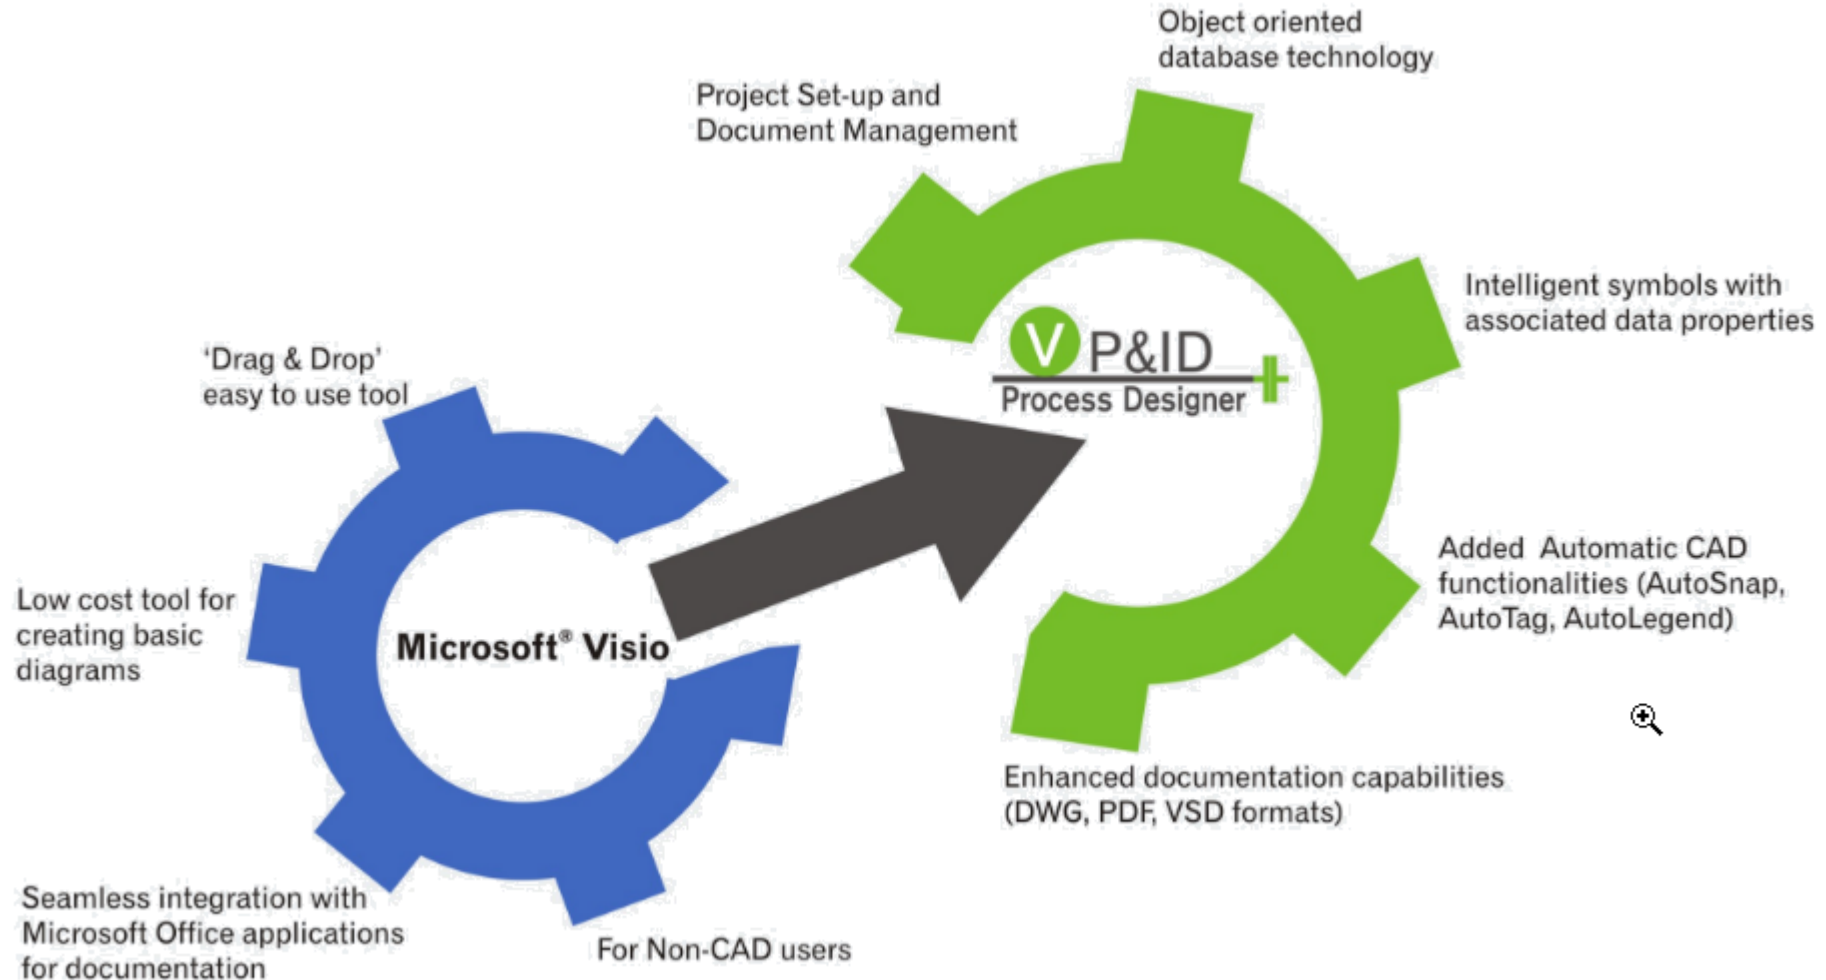 Object oriented
database technology
Project Set-up and
Document Management
Intelligent symbols with
associated data properties
V P&ID
Process Designer
'Drag & Drop'
easy to use tool
Added  Automatic CAD
functionalities (AutoSnap,
AutoTag, AutoLegend)
Low cost tool for
creating basic
diagrams
Microsoft® Visio
Enhanced documentation capabilities
(DWG, PDF, VSD formats)
Seamless integration with
Microsoft Office applications
for documentation
For Non-CAD users